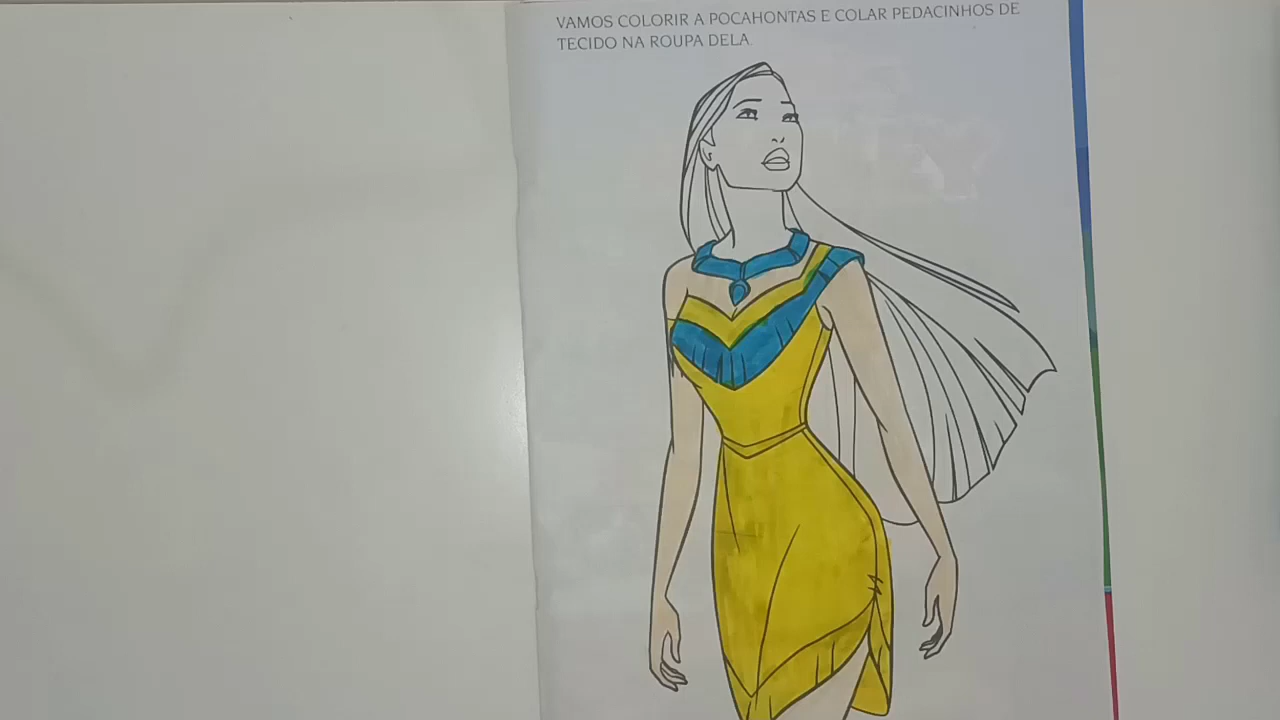 VAMOS COLORIR A POCAHONTAS E COLAR PEDACINHOS DE
TECIDO NA ROUPA DELA